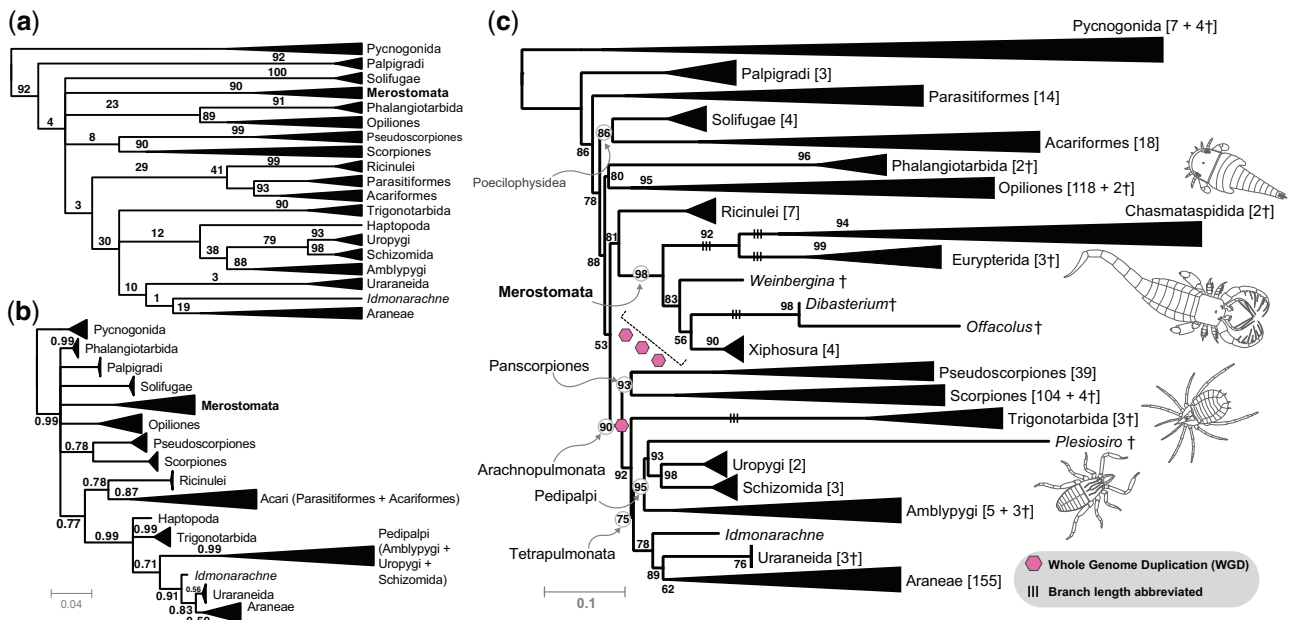 (a)
Pycnogonida
92
Palpigradi
100
Solifugae
92
90
Merostomata
91
Phalangiotarbida
23
89
Opiliones
4
99
Pseudoscorpiones
8
90
Scorpiones
99
Ricinulei
29
41
Parasitiformes
93
Acariformes
90
Trigonotarbida
3
Haptopoda
12
93
Uropygi
79
98
Schizomida
30
38
88
Amblypygi
3
Uraraneida
10
1
Idmonarachne
19
Araneae
(b)
Pycnogonida
0.99
Phalangiotarbida
Palpigradi
Solifugae
Merostomata
0.99
Opiliones
0.78
Pseudoscorpiones
Scorpiones
0.78
Ricinulei
0.87
Acari (Parasitiformes + Acariformes)
0.77
Haptopoda
0.99
0.99
Trigonotarbida
0.99
Pedipalpi
(Amblypygi +
Uropygi +
Schizomida)
0.71
Idmonarachne
0.91
0.56
Uraraneida
0.83
Araneae
0.04
(c)
Pycnogonida [7 + 4†]
Palpigradi [3]
Parasitiformes [14]
86
Solifugae [4]
86
Acariformes [18]
Poecilophysidea
96
Phalangiotarbida [2†]
80
95
Opiliones [118 + 2†]
78
Ricinulei [7]
81
Chasmataspidida [2†]
92
94
99
Eurypterida [3†]
88
98
Merostomata
Weinbergina †
83
98
Dibasterium†
Offacolus†
56
90
Xiphosura [4]
53
Panscorpiones
93
Pseudoscorpiones [39]
Scorpiones [104 + 4†]
90
Trigonotarbida [3†]
Arachnopulmonata
92
Plesiosiro †
93
Uropygi [2]
98
Schizomida [3]
Pedipalpi
95
Amblypygi [5 + 3†]
75
Tetrapulmonata
78
Idmonarachne
76
Uraraneida [3†]
89
62
Araneae [155]
0.1
Whole Genome Duplication (WGD)
Branch length abbreviated